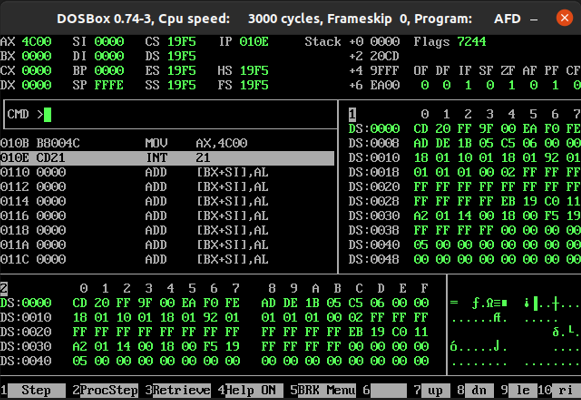 DOSBox 0.74-3, Cpu speed: 3000 cycles, Frameskip 0, Program: AFD
AX 4C00 SI 0000 CS 19F5 IP 010E Stack +0 0000 Flags 7244
BX 0000 DI 0000 DS 19F5 +2 20CD
CX 0000 BP 0000 ES 19F5 HS 19F5 +4 9FFF OF DF IF SF ZF AF PF CF
DX 0000 SP FFFE SS 19F5 FS 19F5 +6 EA00 0 0 1 0 1 0 1 0
CMD >
010B B8004C MOV AX,4C00
010E CD21 INT 21
0110 0000 ADD [BX+SI],AL
0112 0000 ADD [BX+SI],AL
0114 0000 ADD [BX+SI],AL
0116 0000 ADD [BX+SI],AL
0118 0000 ADD [BX+SI],AL
011A 0000 ADD [BX+SI],AL
011C 0000 ADD [BX+SI],AL
1 0 1 2 3 4 5 6 7
DS:0000 CD 20 FF 9F 00 EA F0 FE
DS:0008 AD DE 1B 05 C5 06 00 00
DS:0010 18 01 10 01 18 01 92 01
DS:0018 01 01 01 00 02 FF FF FF
DS:0020 FF FF FF FF FF FF FF FF
DS:0028 FF FF FF FF EB 19 C0 11
DS:0030 A2 01 14 00 18 00 F5 19
DS:0038 FF FF FF FF 00 00 00 00
DS:0040 05 00 00 00 00 00 00 00
DS:0048 00 00 00 00 00 00 00 00
2 0 1 2 3 4 5 6 7 8 9 A B C D E F
DS:0000 CD 20 FF 9F 00 EA F0 FE AD DE 1B 05 C5 06 00 00
DS:0010 18 01 10 01 18 01 92 01 01 01 01 00 02 FF FF FF
DS:0020 FF FF FF FF FF FF FF FF FF FF FF FF EB 19 C0 11
DS:0030 A2 01 14 00 18 00 F5 19 FF FF FF FF 00 00 00 00
DS:0040 05 00 00 00 00 00 00 00 00 00 00 00 00 00 00 00
1 Step 2 ProcStep 3 Retrieve 4 Help ON 5 BRK Menu 6 7 up 8 dn 9 le 10 ri